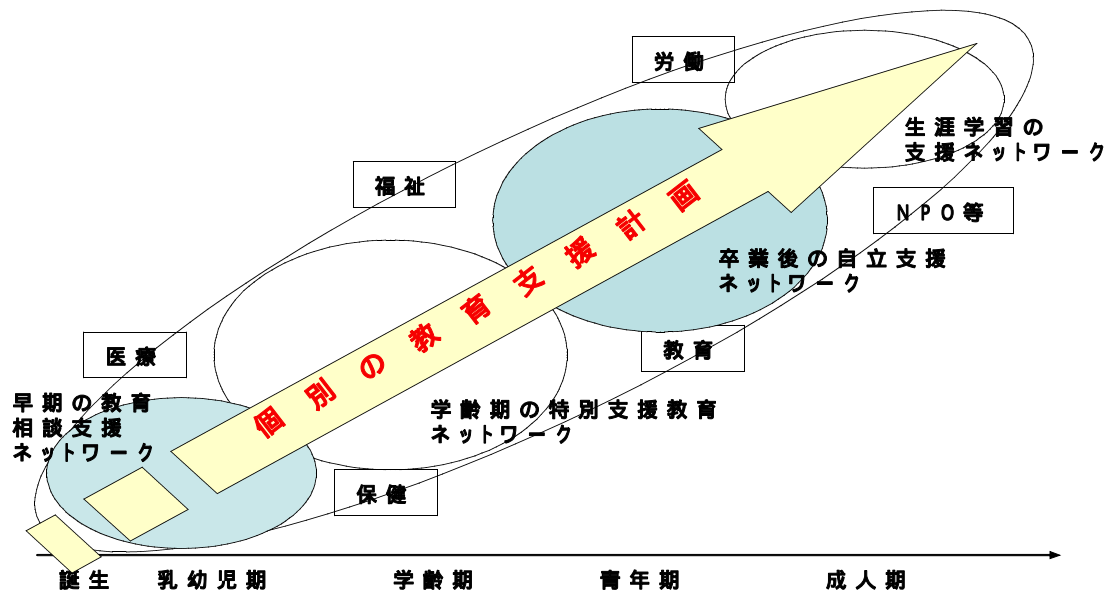 労働
生涯学習の
支援ネットワーク
福祉
NPO等
個別の教育支援計画
卒業後の自立支援
ネットワーク
医療
教育
早期の教育
相談支援
ネットワーク
学齢期の特別支援教育
ネットワーク
保健
誕生
乳幼児期
学齢期
青年期
成人期